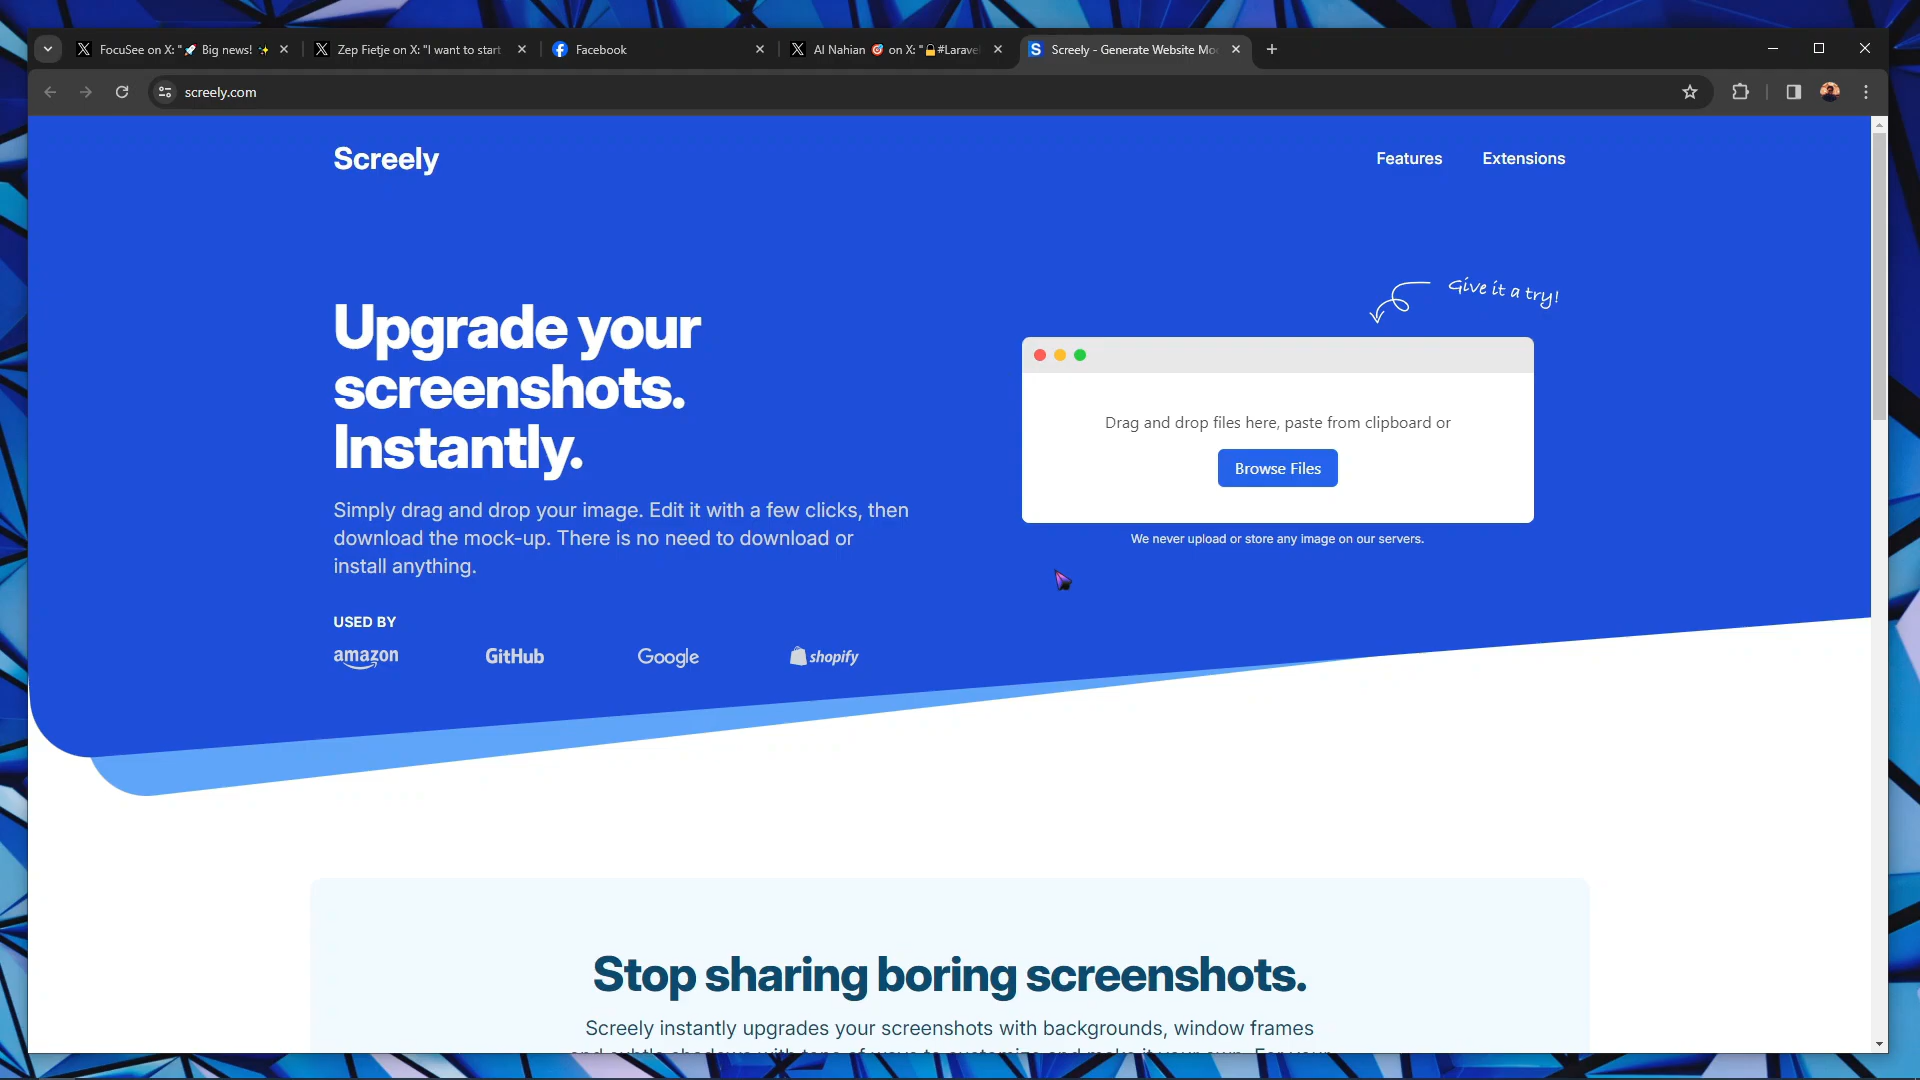 FocuSee on X: "🚀 Big news! ✨
Zep Fietje on X: "I want to start
Facebook
Al Nahian 🎯 on X: "🔒#Larave
Screely - Generate Website Mo
screely.com
Screely
Features
Extensions
Give it a try!
Upgrade your
screenshots.
Instantly.
Drag and drop files here, paste from clipboard or
Browse Files
We never upload or store any image on our servers.
Simply drag and drop your image. Edit it with a few clicks, then
download the mock-up. There is no need to download or
install anything.
USED BY
amazon
GitHub
Google
shopify
Stop sharing boring screenshots.
Screely instantly upgrades your screenshots with backgrounds, window frames